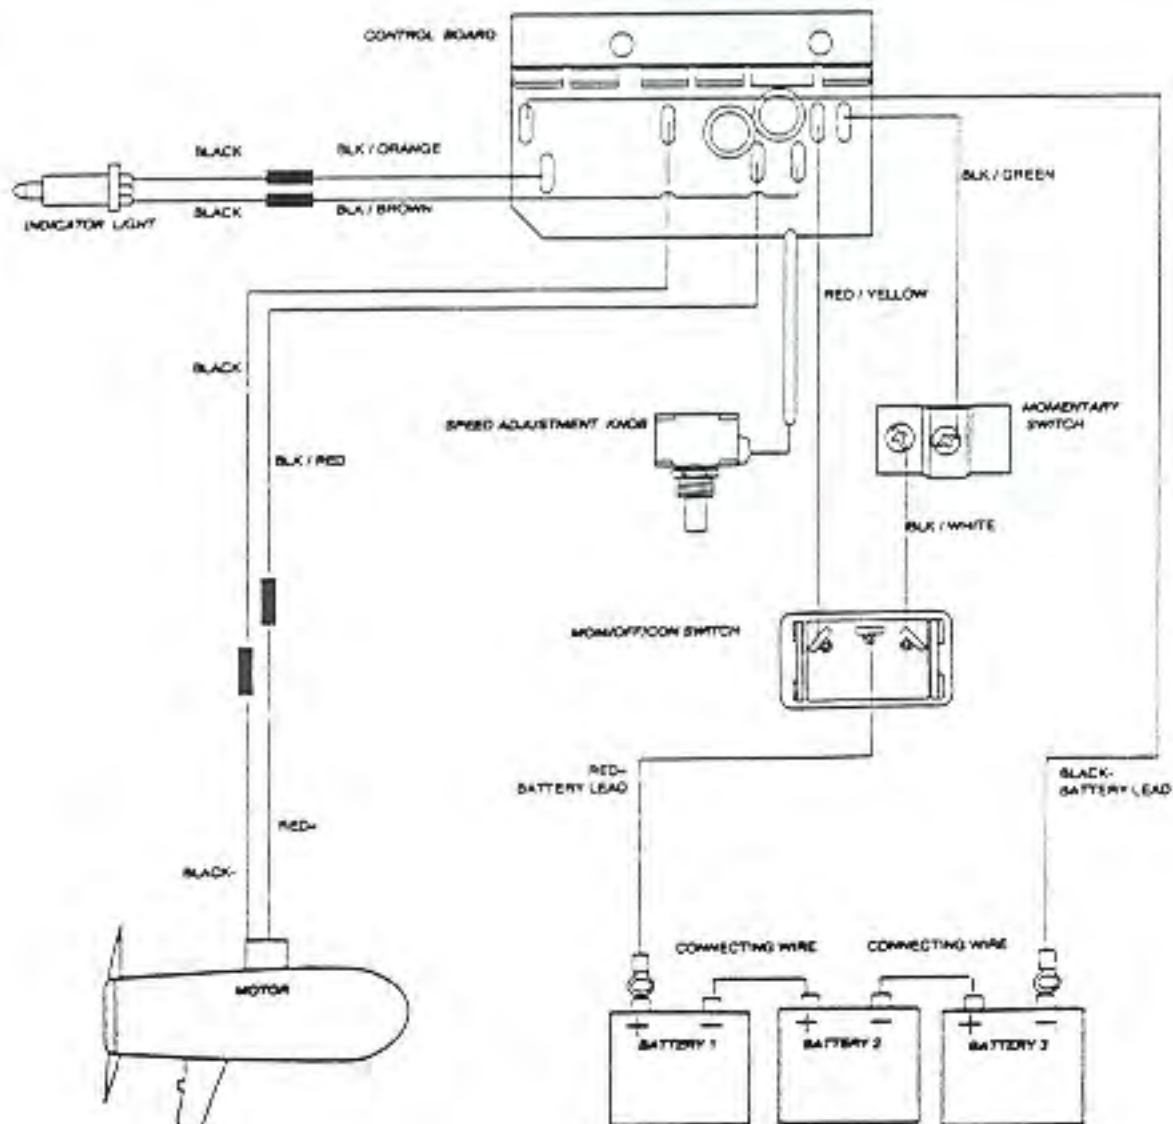 CONTROL BOARD
BLACK
BLK / ORANGE
BLK / GREEN
INDICATOR LIGHT
BLACK
BLK / BROWN
RED / YELLOW
BLACK
SPEED ADJUSTMENT KNOB
MOMENTARY
SWITCH
BLK / RED
BLK / WHITE
MOM/OFF/CON SWITCH
RED-
BATTERY LEAD
BLACK-
BATTERY LEAD
RED+
BLACK-
CONNECTING WIRE
CONNECTING WIRE
MOTOR
+ -
BATTERY 1
+ -
BATTERY 2
+ -
BATTERY 3